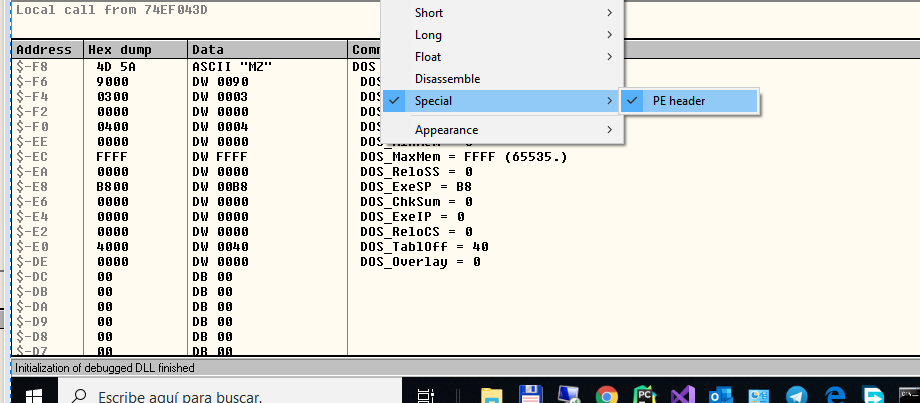 Local call from 74EF043D
Short
Long
Float
Disassemble
Special
PE header
Appearance
Address Hex dump Data
$-F8 4D 5A ASCII "MZ" DOS
$-F6 9000 DW 0090
$-F4 0300 DW 0003
$-F2 0000 DW 0000
$-F0 0400 DW 0004
$-EE 0000 DW 0000
$-EC FFFF DW FFFF DOS_MaxMem = FFFF (65535.)
$-EA 0000 DW 0000 DOS_ReloSS = 0
$-E8 B800 DW 00B8 DOS_ExeSP = B8
$-E6 0000 DW 0000 DOS_ChkSum = 0
$-E4 0000 DW 0000 DOS_ExeIP = 0
$-E2 0000 DW 0000 DOS_ReloCS = 0
$-E0 4000 DW 0040 DOS_TablOff = 40
$-DE 0000 DW 0000 DOS_Overlay = 0
$-DC 00 DB 00
$-DB 00 DB 00
$-DA 00 DB 00
$-D9 00 DB 00
$-D8 00 DB 00
$-D7 00 DB 00
Initialization of debugged DLL finished
Escribe aquí para buscar.